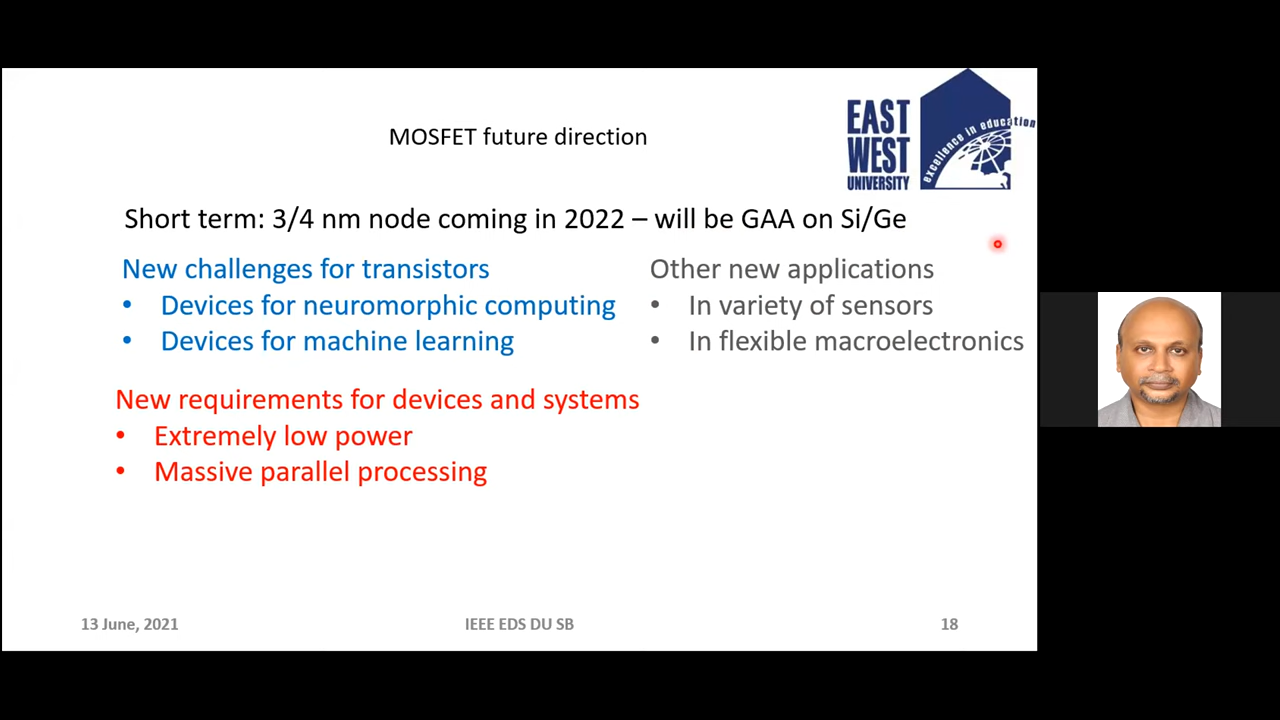 EAST
WEST
UNIVERSITY
excellence in education
MOSFET future direction
Short term: 3/4 nm node coming in 2022 – will be GAA on Si/Ge
New challenges for transistors
• Devices for neuromorphic computing
• Devices for machine learning
Other new applications
• In variety of sensors
• In flexible macroelectronics
New requirements for devices and systems
• Extremely low power
• Massive parallel processing
13 June, 2021
IEEE EDS DU SB
18